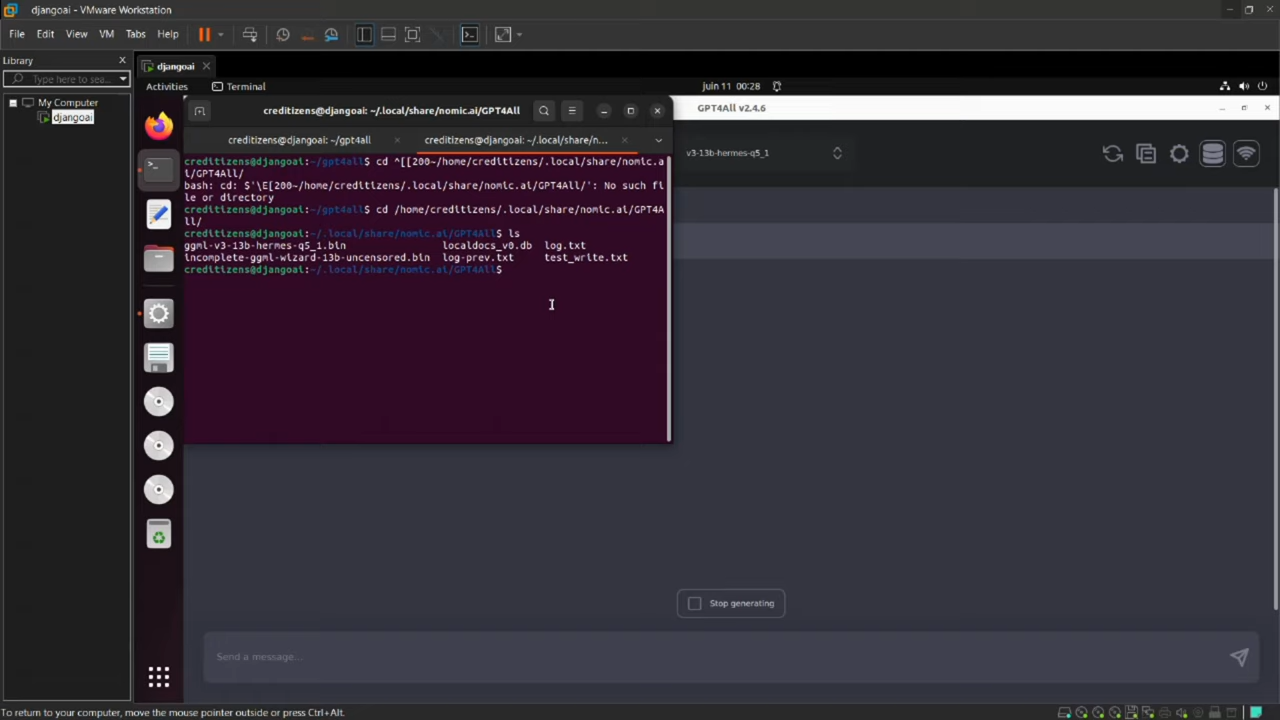 djangoai - VMware Workstation
File Edit View VM Tabs Help
Library
Type here to sea...
My Computer
djangoai
djangoai
Activities
Terminal
juin 11 00:28
creditizens@djangoai: ~/.local/share/nomic.ai/GPT4All
GPT4All v2.4.6
creditizens@djangoai: ~/gpt4all
creditizens@djangoai: ~/.local/share/n...
v3-13b-hermes-q5_1
creditizens@djangoai:~/gpt4all$ cd ^[[200~/home/creditizens/.local/share/nomic.a
i/GPT4All/
bash: cd: $'\E[200~/home/creditizens/.local/share/nomic.ai/GPT4All/': No such fi
le or directory
creditizens@djangoai:~/gpt4all$ cd /home/creditizens/.local/share/nomic.ai/GPT4A
ll/
creditizens@djangoai:~/.local/share/nomic.ai/GPT4All$ ls
ggml-v3-13b-hermes-q5_1.bin localdocs_v0.db log.txt
incomplete-ggml-wizard-13b-uncensored.bin log-prev.txt test_write.txt
creditizens@djangoai:~/.local/share/nomic.ai/GPT4All$
Stop generating
Send a message...
To return to your computer, move the mouse pointer outside or press Ctrl+Alt.